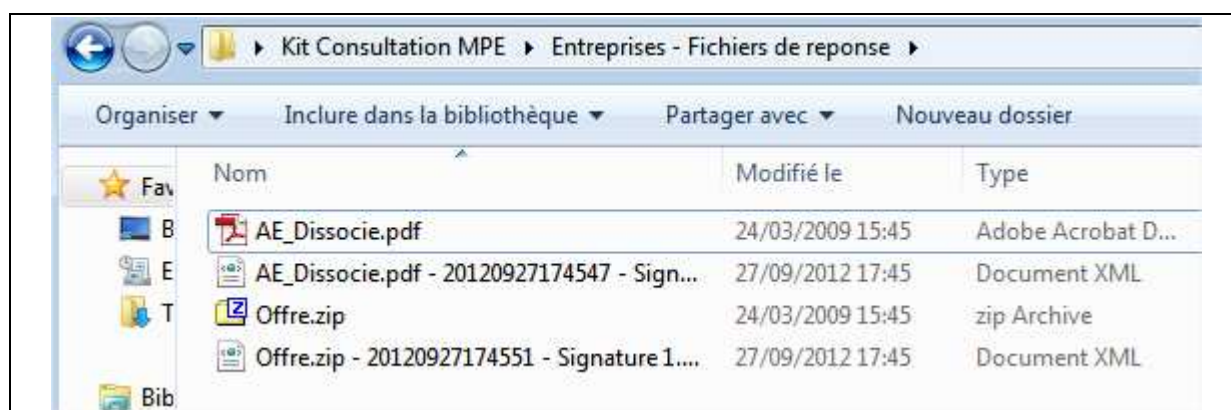 Kit Consultation MPE ▸ Entreprises - Fichiers de reponse ▸
Organiser Inclure dans la bibliothèque Partager avec Nouveau dossier
Fav Nom Modifié le Type
B AE_Dissocie.pdf 24/03/2009 15:45 Adobe Acrobat D...
E AE_Dissocie.pdf - 20120927174547 - Sign... 27/09/2012 17:45 Document XML
T Offre.zip 24/03/2009 15:45 zip Archive
Offre.zip - 20120927174551 - Signature 1.... 27/09/2012 17:45 Document XML
Bib